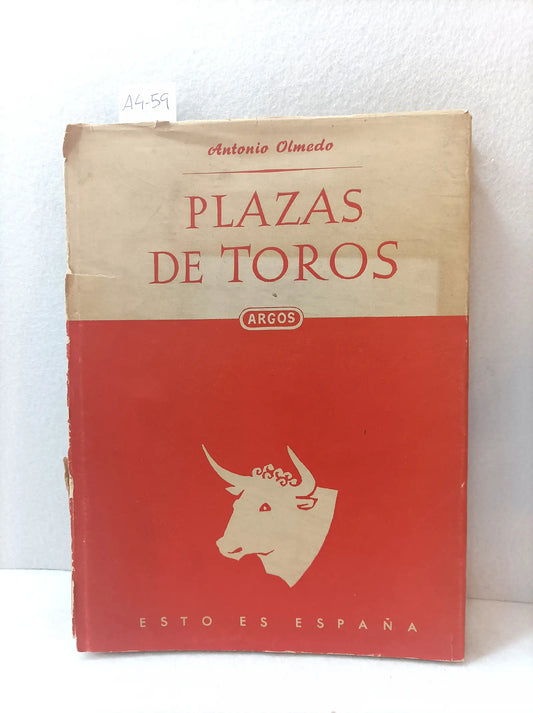 A4-59
Antonio Olmedo
PLAZAS
DE TOROS
ARGOS
ESTO ES ESPAÑA